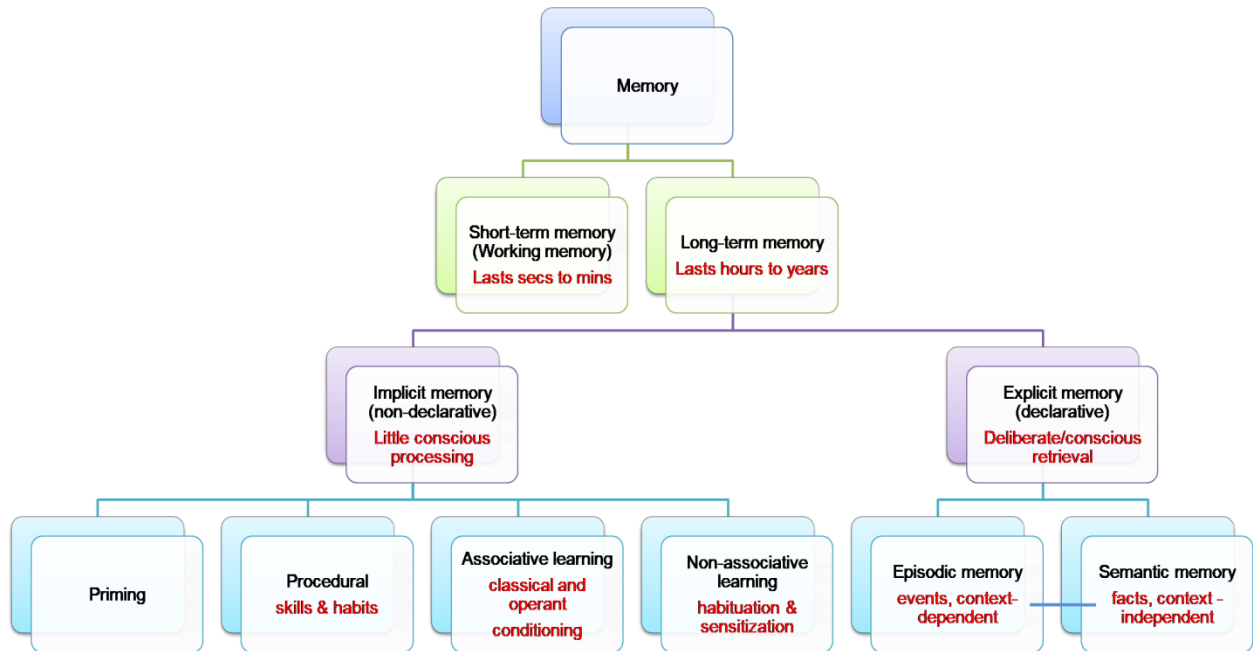 Memory
Short-term memory
(Working memory)
Lasts secs to mins
Long-term memory
Lasts hours to years
Implicit memory
(non-declarative)
Little conscious
processing
Explicit memory
(declarative)
Deliberate/conscious
retrieval
Priming
Procedural
skills & habits
Associative learning
classical and
operant
conditioning
Non-associative
learning
habituation &
sensitization
Episodic memory
events, context-
dependent
Semantic memory
facts, context -
independent